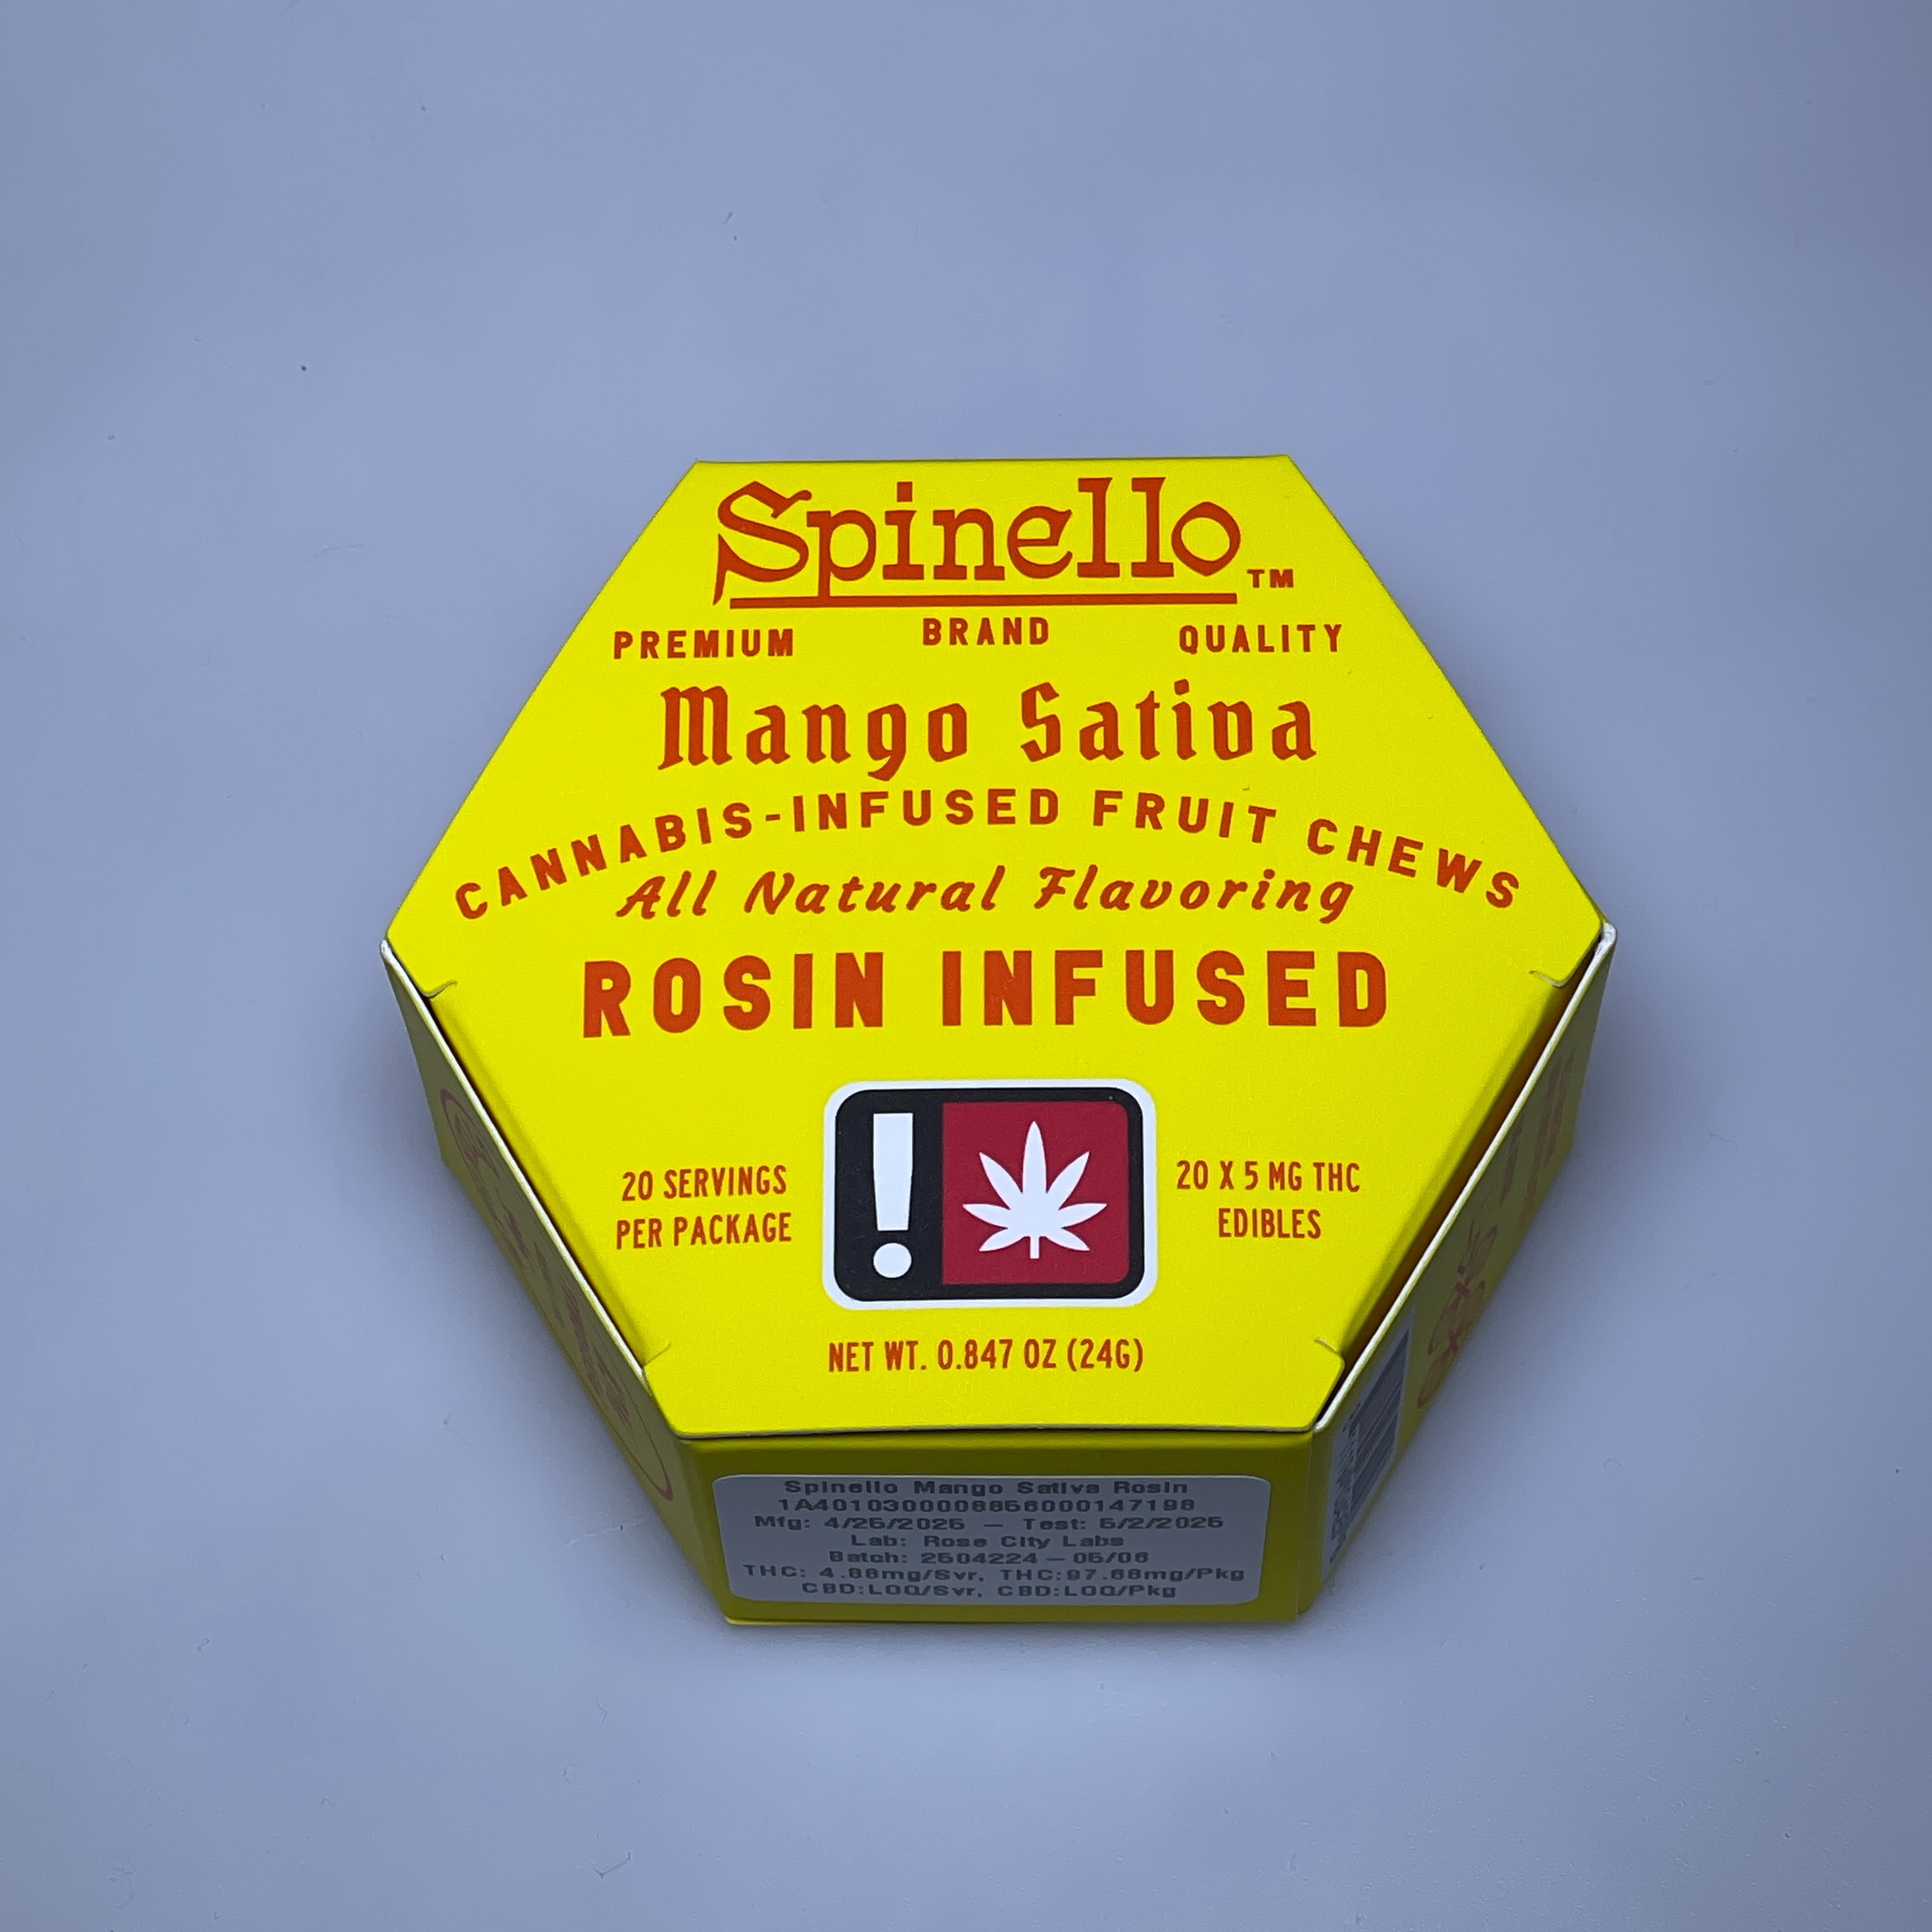 Spinello™
PREMIUM BRAND QUALITY
Mango Sativa
CANNABIS-INFUSED FRUIT CHEWS
All Natural Flavoring
ROSIN INFUSED
20 SERVINGS
PER PACKAGE
20 X 5 MG THC
EDIBLES
NET WT. 0.847 OZ (24G)
Spinello Mango Sativa Rosin
Mfg: 4/25/2025 — Test: 5/2/2025
Lab: Rose City Labs
Batch: 2504224 — 05/06
THC: 4.88mg/Svr, THC:97.68mg/Pkg
CBD:LOQ/Svr, CBD:LOQ/Pkg